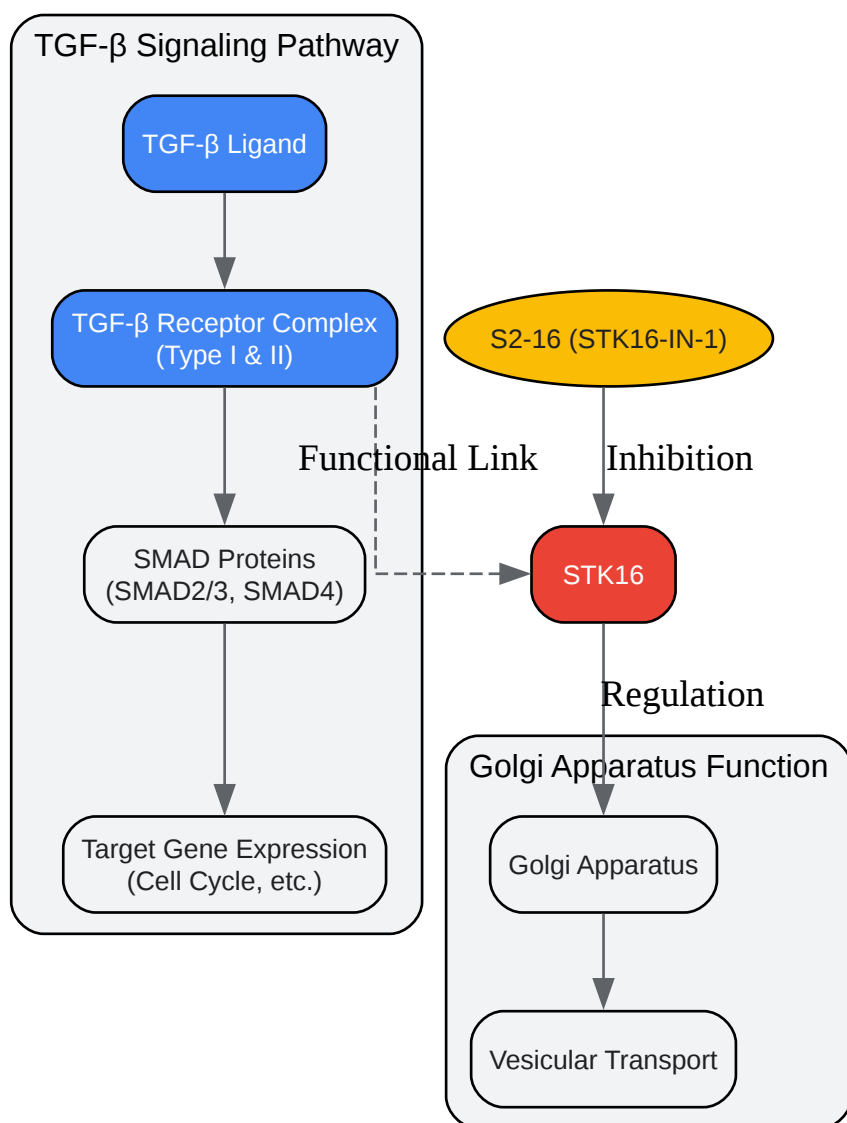 TGF-β Signaling Pathway
TGF-β Ligand
TGF-β Receptor Complex
(Type I & II)
S2-16 (STK16-IN-1)
Functional Link
Inhibition
SMAD Proteins
(SMAD2/3, SMAD4)
STK16
Regulation
Golgi Apparatus Function
Target Gene Expression
(Cell Cycle, etc.)
Golgi Apparatus
Vesicular Transport